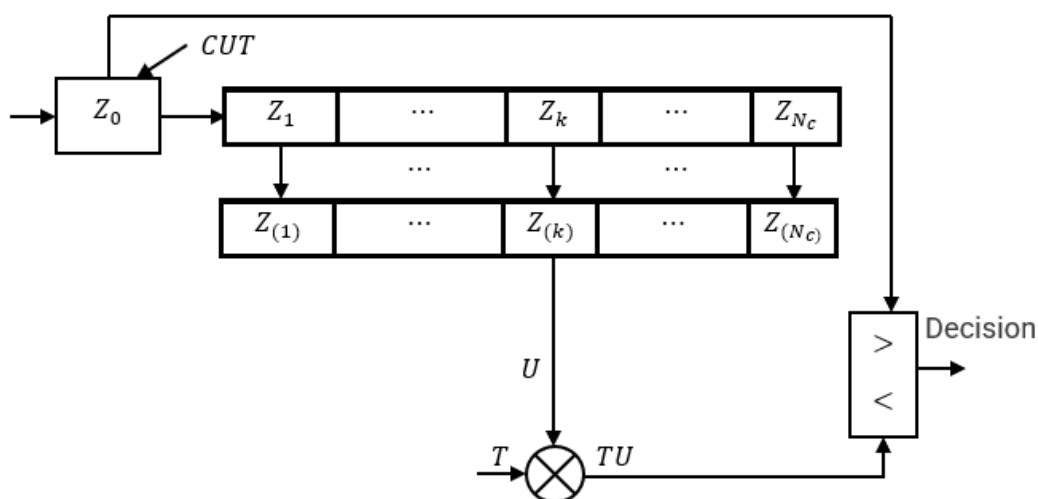 CUT
Z_0
Z_1 ... Z_k ... Z_{N_c}
... ...
Z_{(1)} ... Z_{(k)} ... Z_{(N_c)}
Decision
>
<
U
T
TU